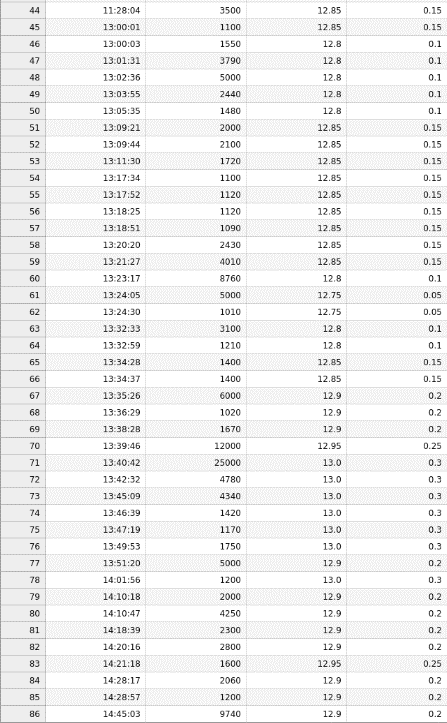 44 11:28:04 3500 12.85 0.15
45 13:00:01 1100 12.85 0.15
46 13:00:03 1550 12.8 0.1
47 13:01:31 3790 12.8 0.1
48 13:02:36 5000 12.8 0.1
49 13:03:55 2440 12.8 0.1
50 13:05:35 1480 12.8 0.1
51 13:09:21 2000 12.85 0.15
52 13:09:44 2100 12.85 0.15
53 13:11:30 1720 12.85 0.15
54 13:17:34 1100 12.85 0.15
55 13:17:52 1120 12.85 0.15
56 13:18:25 1120 12.85 0.15
57 13:18:51 1090 12.85 0.15
58 13:20:20 2430 12.85 0.15
59 13:21:27 4010 12.85 0.15
60 13:23:17 8760 12.8 0.1
61 13:24:05 5000 12.75 0.05
62 13:24:30 1010 12.75 0.05
63 13:32:33 3100 12.8 0.1
64 13:32:59 1210 12.8 0.1
65 13:34:28 1400 12.85 0.15
66 13:34:37 1400 12.85 0.15
67 13:35:26 6000 12.9 0.2
68 13:36:29 1020 12.9 0.2
69 13:38:28 1670 12.9 0.2
70 13:39:46 12000 12.95 0.25
71 13:40:42 25000 13.0 0.3
72 13:42:32 4780 13.0 0.3
73 13:45:09 4340 13.0 0.3
74 13:46:39 1420 13.0 0.3
75 13:47:19 1170 13.0 0.3
76 13:49:53 1750 13.0 0.3
77 13:51:20 5000 12.9 0.2
78 14:01:56 1200 13.0 0.3
79 14:10:18 2000 12.9 0.2
80 14:10:47 4250 12.9 0.2
81 14:18:39 2300 12.9 0.2
82 14:20:16 2800 12.9 0.2
83 14:21:18 1600 12.95 0.25
84 14:28:17 2060 12.9 0.2
85 14:28:57 1200 12.9 0.2
86 14:45:03 9740 12.9 0.2